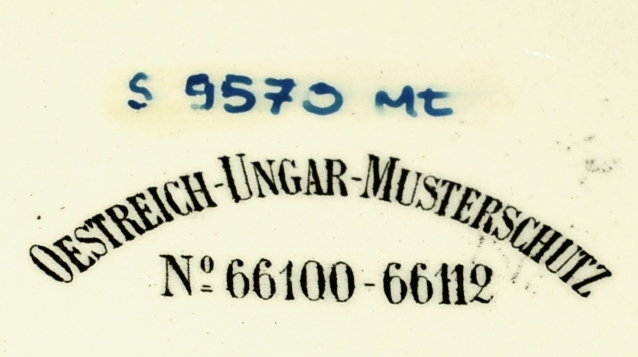 S 9570 Mt
OESTREICH-UNGAR-MUSTERSCHUTZ
Nº 66100-66112